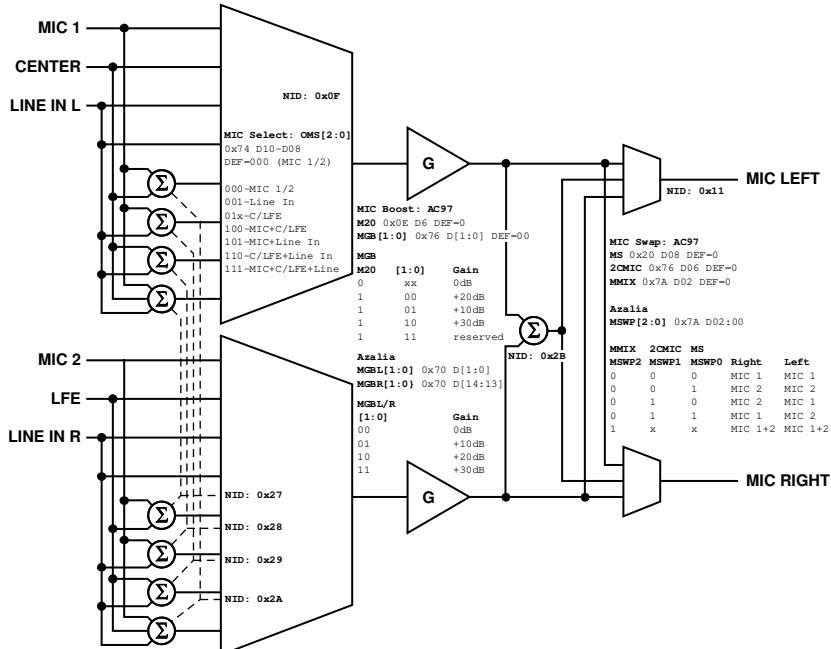 MIC 1
CENTER
LINE IN L
NID: 0x0F
MIC Select: OMS[2:0]
0x74 D10–D08
DEF=000 (MIC 1/2)
000–MIC 1/2
001–Line In
01x–C/LFE
100–MIC+C/LFE
101–MIC+Line In
110–C/LFE+Line In
111–MIC+C/LFE+Line
Σ
Σ
Σ
Σ
G
MIC Boost: AC97
M20 0x0E D6 DEF=0
MGB[1:0] 0x76 D[1:0] DEF=00
MGB
M20 [1:0] Gain
0 xx 0dB
1 00 +20dB
1 01 +10dB
1 10 +30dB
1 11 reserved
Azalia
MGBL[1:0] 0x70 D[1:0]
MGBR[1:0} 0x70 D[14:13]
MGBL/R
[1:0] Gain
00 0dB
01 +10dB
10 +20dB
11 +30dB
Σ
NID: 0x2B
NID: 0x11
MIC LEFT
MIC Swap: AC97
MS 0x20 D08 DEF=0
2CMIC 0x76 D06 DEF=0
MMIX 0x7A D02 DEF=0
Azalia
MSWP[2:0] 0x7A D02:00
MMIX 2CMIC MS
MSWP2 MSWP1 MSWP0 Right Left
0 0 0 MIC 1 MIC 1
0 0 1 MIC 2 MIC 2
0 1 0 MIC 2 MIC 1
0 1 1 MIC 1 MIC 2
1 x x MIC 1+2 MIC 1+2
MIC RIGHT
MIC 2
LFE
LINE IN R
G
NID: 0x27
NID: 0x28
NID: 0x29
NID: 0x2A
Σ
Σ
Σ
Σ